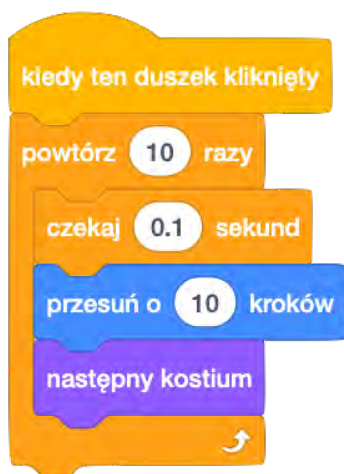 kiedy ten duszek kliknięty
powtórz 10 razy
czekaj 0.1 sekund
przesuń o 10 kroków
następny kostium